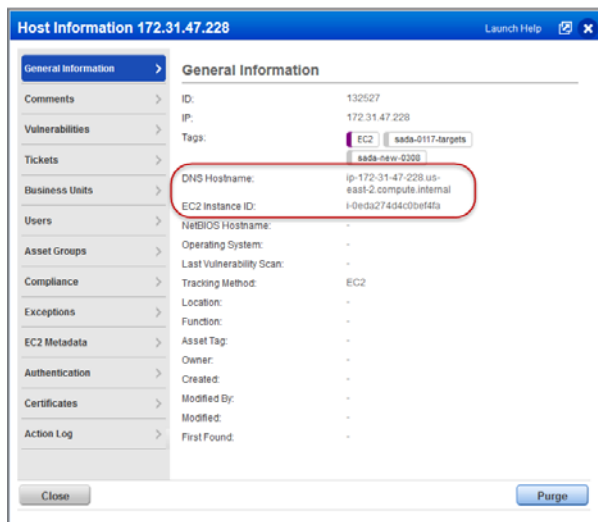 Host Information 172.31.47.228
Launch Help
General Information
Comments
Vulnerabilities
Tickets
Business Units
Users
Asset Groups
Compliance
Exceptions
EC2 Metadata
Authentication
Certificates
Action Log
General Information
ID: 132527
IP: 172.31.47.228
Tags: EC2 sada-0117-targets
sada-new-0308
DNS Hostname: ip-172-31-47-228.us-
east-2.compute.internal
EC2 Instance ID: i-0eda274d4c0bef4fa
NetBIOS Hostname: -
Operating System: -
Last Vulnerability Scan: -
Tracking Method: EC2
Location: -
Function: -
Asset Tag: -
Owner: -
Created: -
Modified By: -
Modified: -
First Found: -
Close
Purge